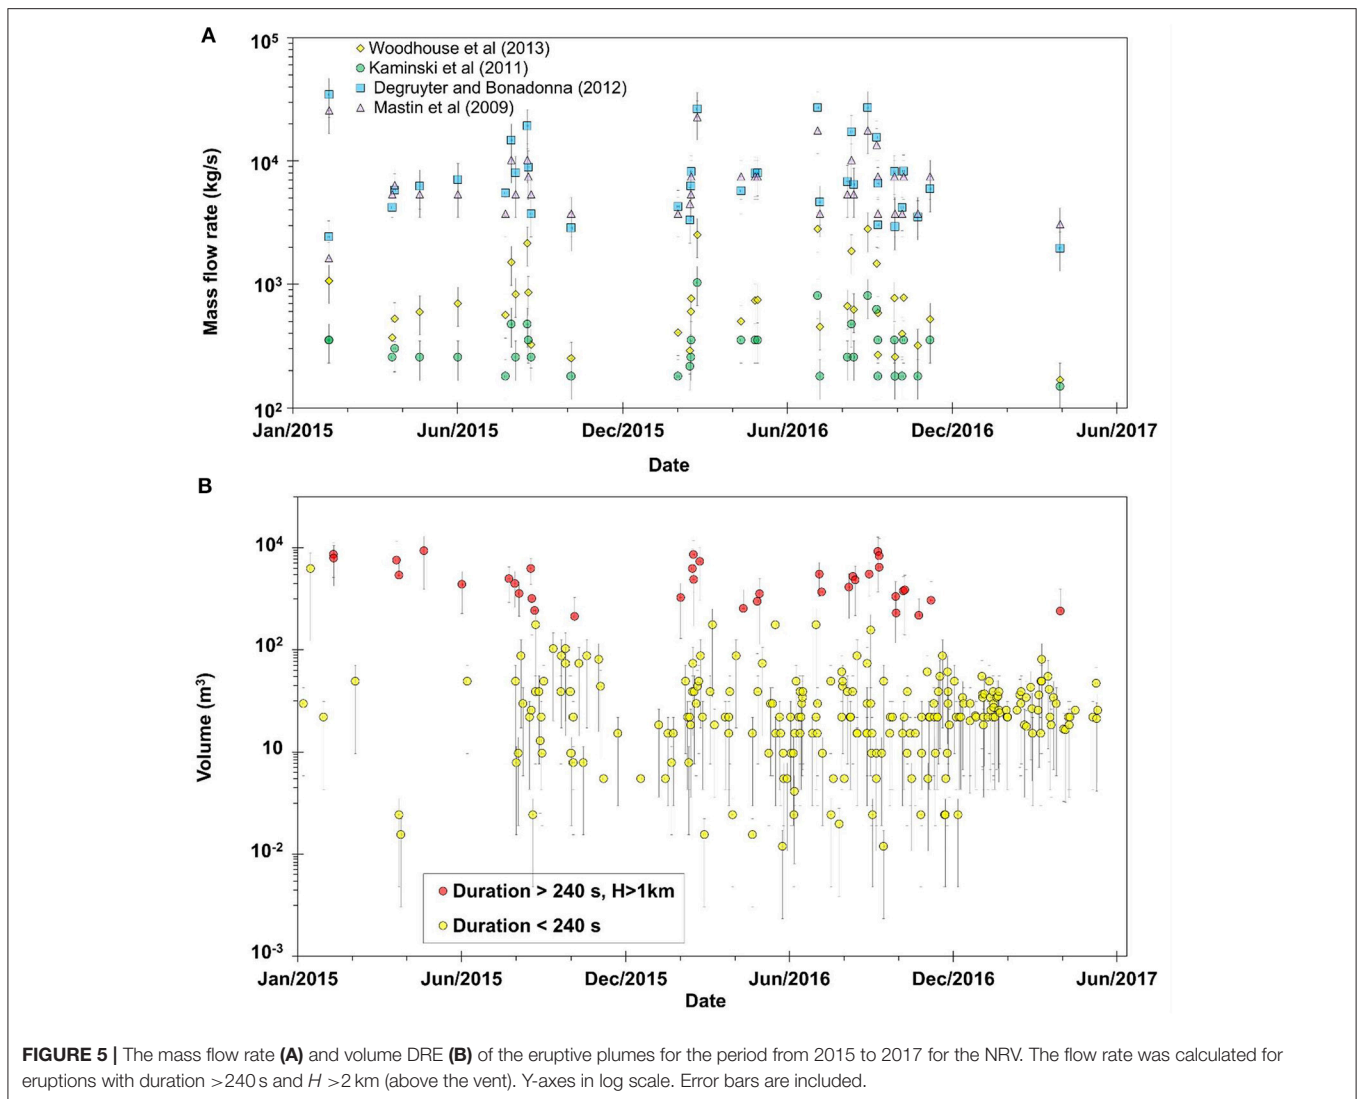 A
10^5
10^4
10^3
10^2
Mass flow rate (kg/s)
Woodhouse et al (2013)
Kaminski et al (2011)
Degruyter and Bonadonna (2012)
Mastin et al (2009)
Jan/2015 Jun/2015 Dec/2015 Jun/2016 Dec/2016 Jun/2017
Date
B
10^4
10^2
10
10^-2
10^-3
Volume (m³)
Duration > 240 s, H>1km
Duration < 240 s
Jan/2015 Jun/2015 Dec/2015 Jun/2016 Dec/2016 Jun/2017
Date
FIGURE 5 | The mass flow rate (A) and volume DRE (B) of the eruptive plumes for the period from 2015 to 2017 for the NRV. The flow rate was calculated for
eruptions with duration >240 s and H >2 km (above the vent). Y-axes in log scale. Error bars are included.